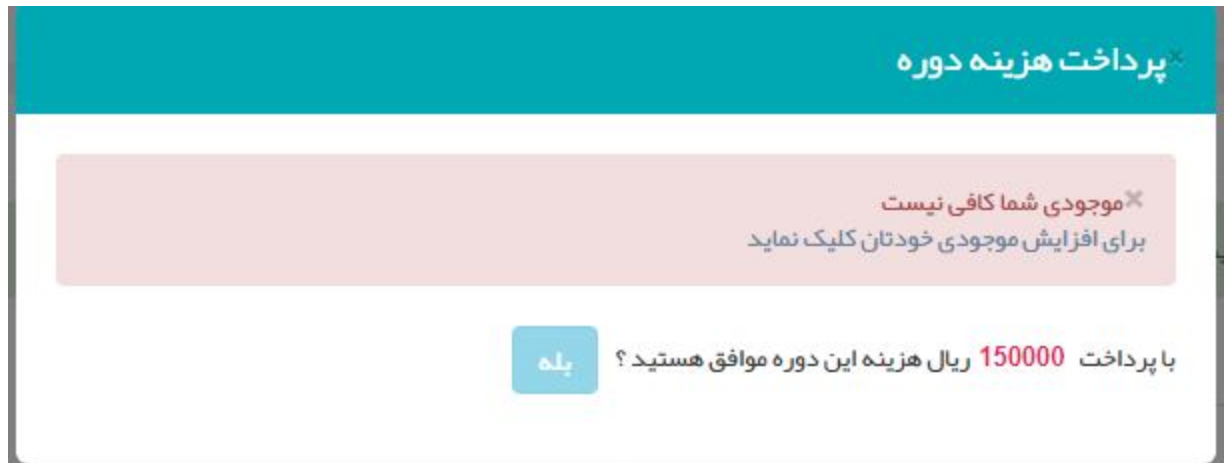 پرداخت هزینه دوره
موجودی شما کافی نیست
برای افزایش موجودی خودتان کلیک نماید
با پرداخت 150000 ریال هزینه این دوره موافق هستید ؟ بله